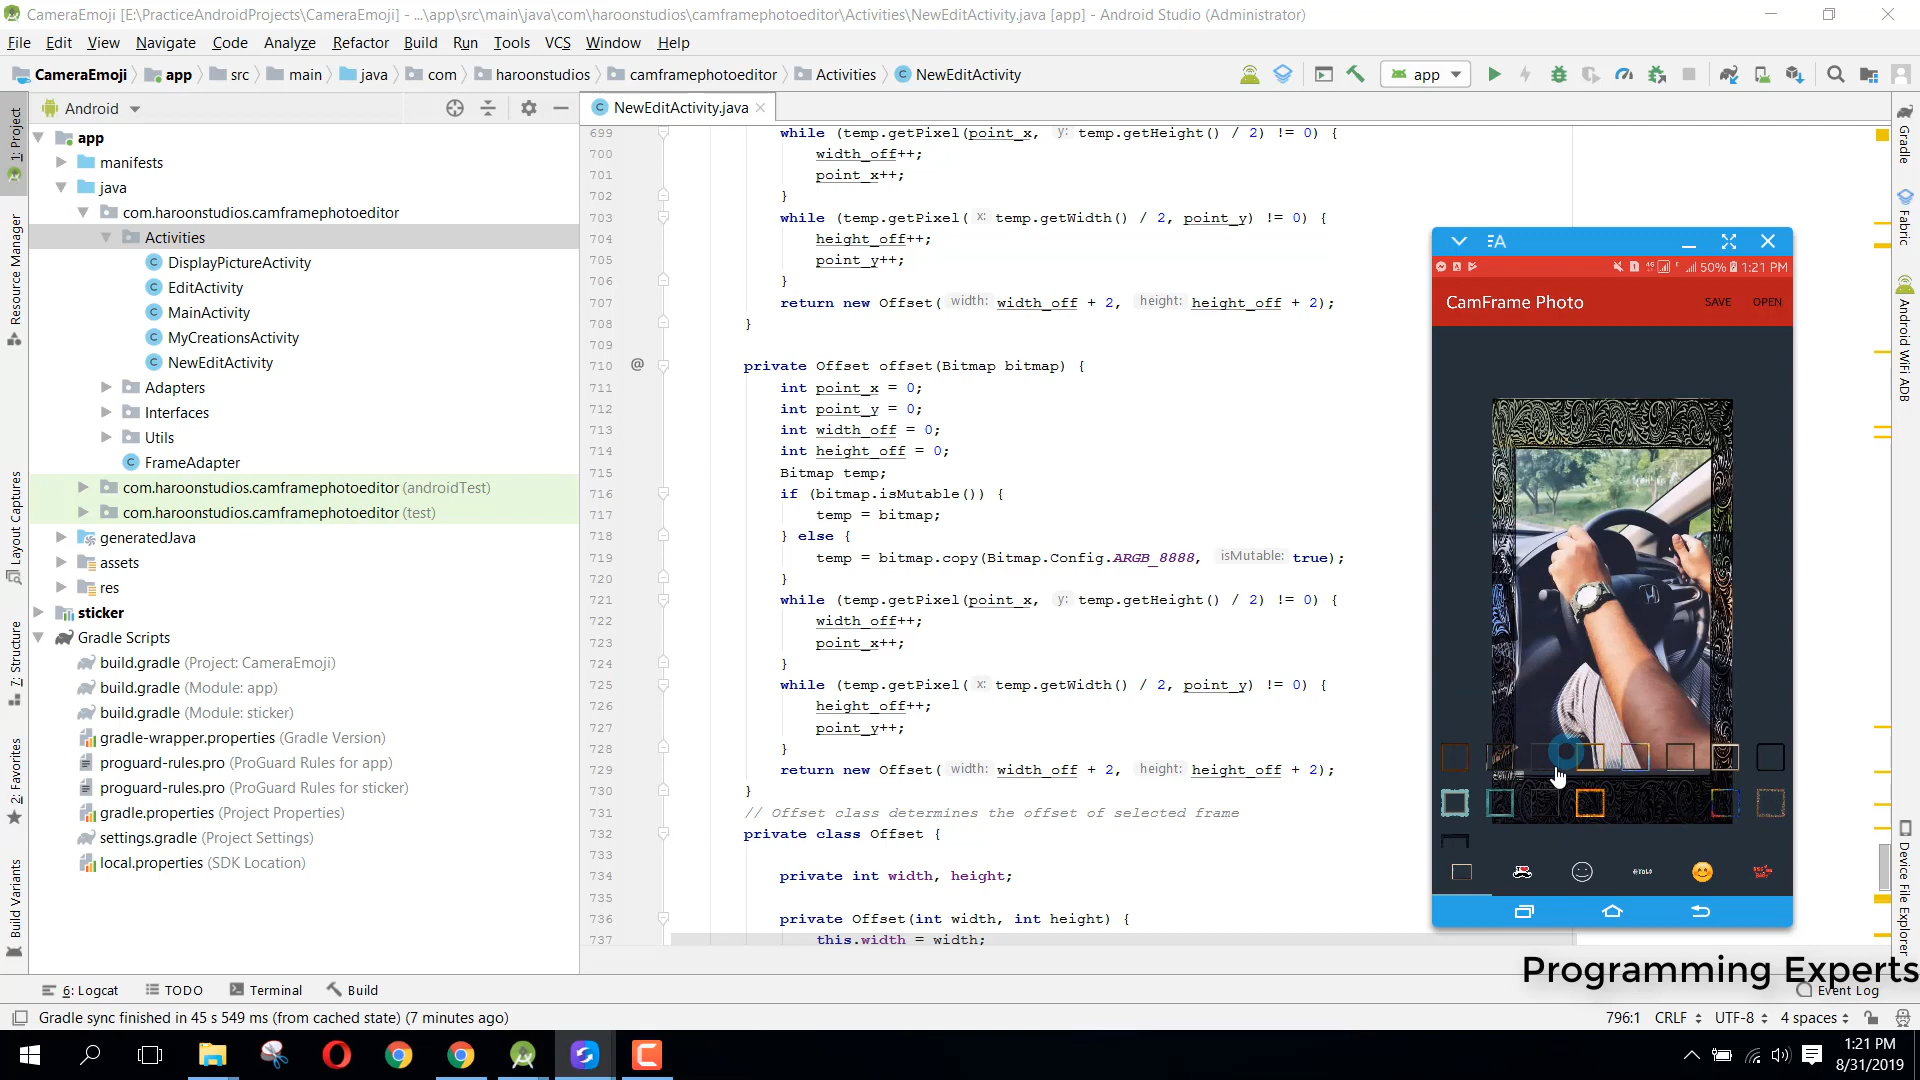 CameraEmoji [E:\PracticeAndroidProjects\CameraEmoji] - ...\app\src\main\java\com\haroonstudios\camframephotoeditor\Activities\NewEditActivity.java [app] - Android Studio (Administrator)
File Edit View Navigate Code Analyze Refactor Build Run Tools VCS Window Help
CameraEmoji app src main java com haroonstudios camframephotoeditor Activities NewEditActivity app
Android
NewEditActivity.java
1: Project
Resource Manager
Layout Captures
7: Structure
2: Favorites
Build Variants
app
manifests
java
com.haroonstudios.camframephotoeditor
Activities
DisplayPictureActivity
EditActivity
MainActivity
MyCreationsActivity
NewEditActivity
Adapters
Interfaces
Utils
FrameAdapter
com.haroonstudios.camframephotoeditor (androidTest)
com.haroonstudios.camframephotoeditor (test)
generatedJava
assets
res
sticker
Gradle Scripts
build.gradle (Project: CameraEmoji)
build.gradle (Module: app)
build.gradle (Module: sticker)
gradle-wrapper.properties (Gradle Version)
proguard-rules.pro (ProGuard Rules for app)
proguard-rules.pro (ProGuard Rules for sticker)
gradle.properties (Project Properties)
settings.gradle (Project Settings)
local.properties (SDK Location)
699 while (temp.getPixel(point_x, y: temp.getHeight() / 2) != 0) {
700 width_off++;
701 point_x++;
702 }
703 while (temp.getPixel( x: temp.getWidth() / 2, point_y) != 0) {
704 height_off++;
705 point_y++;
706 }
707 return new Offset( width: width_off + 2, height: height_off + 2);
708 }
709
710 @ private Offset offset(Bitmap bitmap) {
711 int point_x = 0;
712 int point_y = 0;
713 int width_off = 0;
714 int height_off = 0;
715 Bitmap temp;
716 if (bitmap.isMutable()) {
717 temp = bitmap;
718 } else {
719 temp = bitmap.copy(Bitmap.Config.ARGB_8888, isMutable: true);
720 }
721 while (temp.getPixel(point_x, y: temp.getHeight() / 2) != 0) {
722 width_off++;
723 point_x++;
724 }
725 while (temp.getPixel( x: temp.getWidth() / 2, point_y) != 0) {
726 height_off++;
727 point_y++;
728 }
729 return new Offset( width: width_off + 2, height: height_off + 2);
730 }
731 // Offset class determines the offset of selected frame
732 private class Offset {
733
734 private int width, height;
735
736 private Offset(int width, int height) {
737 this.width = width;
50% 1:21 PM
CamFrame Photo SAVE OPEN
#YOLO
Gradle
Fabric
Android WiFi ADB
Device File Explorer
Programming Experts
6: Logcat TODO Terminal Build Event Log
Gradle sync finished in 45 s 549 ms (from cached state) (7 minutes ago) 796:1 CRLF UTF-8 4 spaces
1:21 PM
8/31/2019